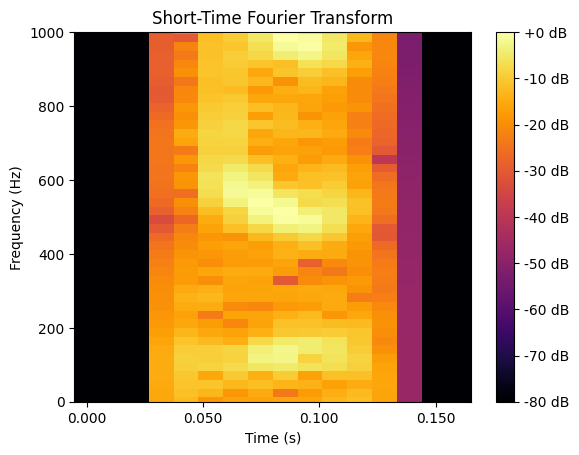 Short-Time Fourier Transform
1000
800
600
400
200
0
Frequency (Hz)
0.000
0.050
0.100
0.150
Time (s)
+0 dB
-10 dB
-20 dB
-30 dB
-40 dB
-50 dB
-60 dB
-70 dB
-80 dB